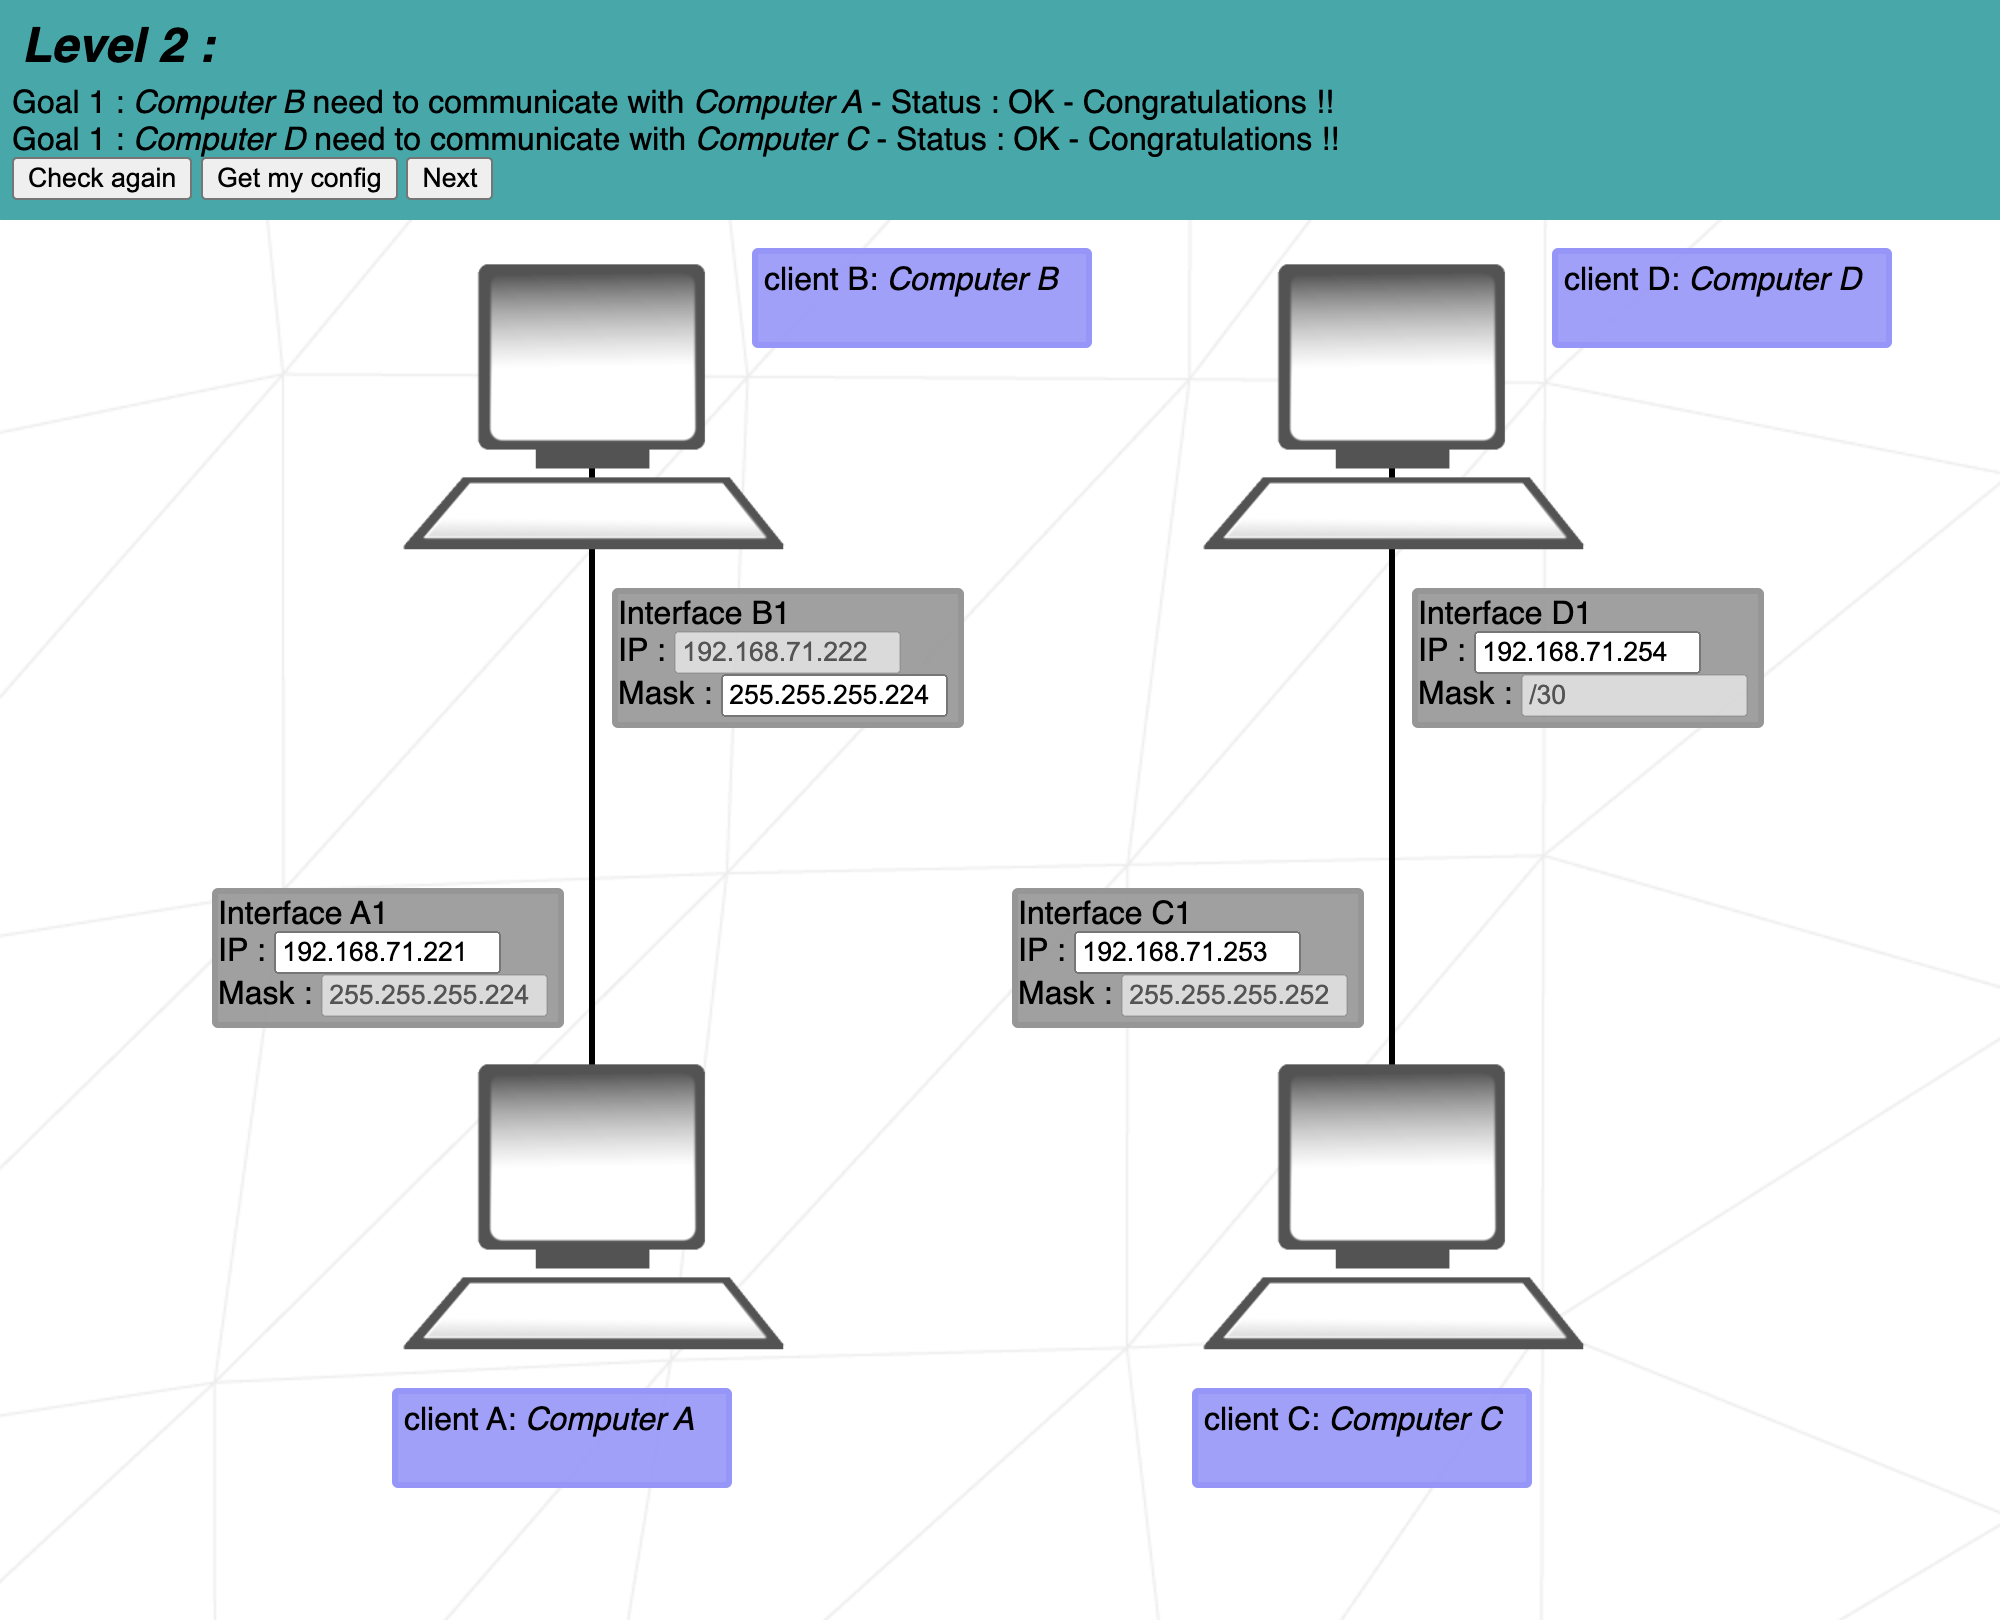 Level 2 :
Goal 1 : Computer B need to communicate with Computer A - Status : OK - Congratulations !!
Goal 1 : Computer D need to communicate with Computer C - Status : OK - Congratulations !!
Check again Get my config Next
client B: Computer B
client D: Computer D
Interface B1
IP : 192.168.71.222
Mask : 255.255.255.224
Interface D1
IP : 192.168.71.254
Mask : /30
Interface A1
IP : 192.168.71.221
Mask : 255.255.255.224
Interface C1
IP : 192.168.71.253
Mask : 255.255.255.252
client A: Computer A
client C: Computer C